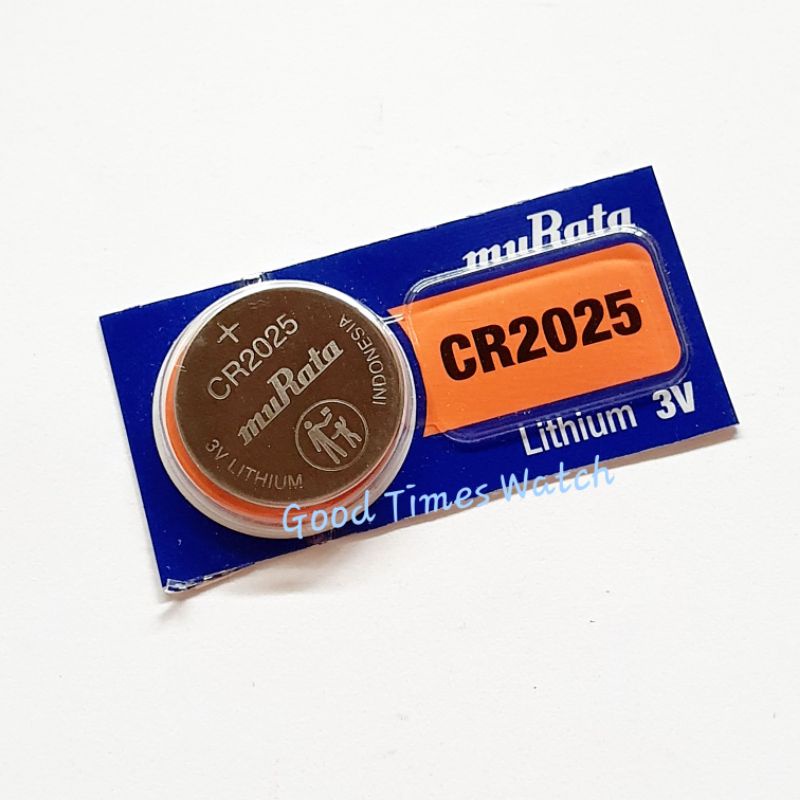 muRata
CR2025
Lithium 3V
+
CR2025
muRata
INDONESIA
3V LITHIUM
Good Times Watch